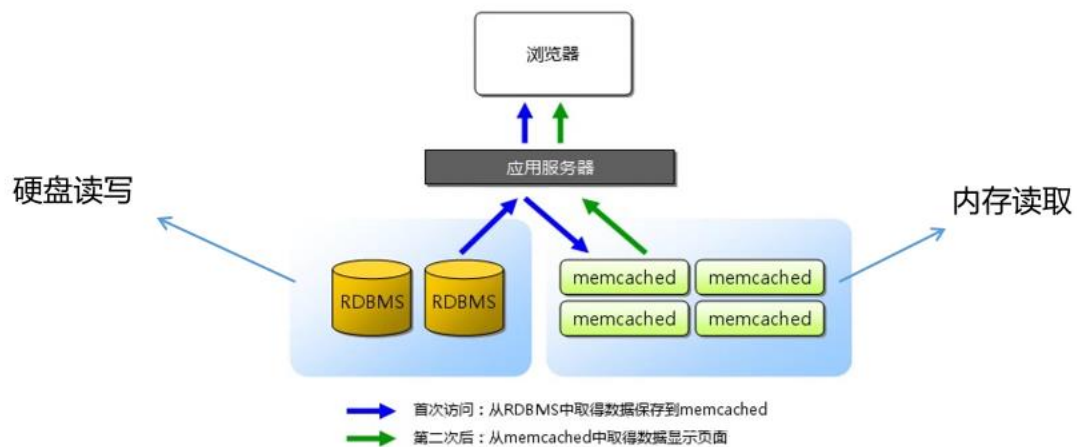 浏览器
应用服务器
硬盘读写
内存读取
RDBMS
RDBMS
memcached
memcached
memcached
memcached
首次访问：从RDBMS中取得数据保存到memcached
第二次后：从memcached中取得数据显示页面